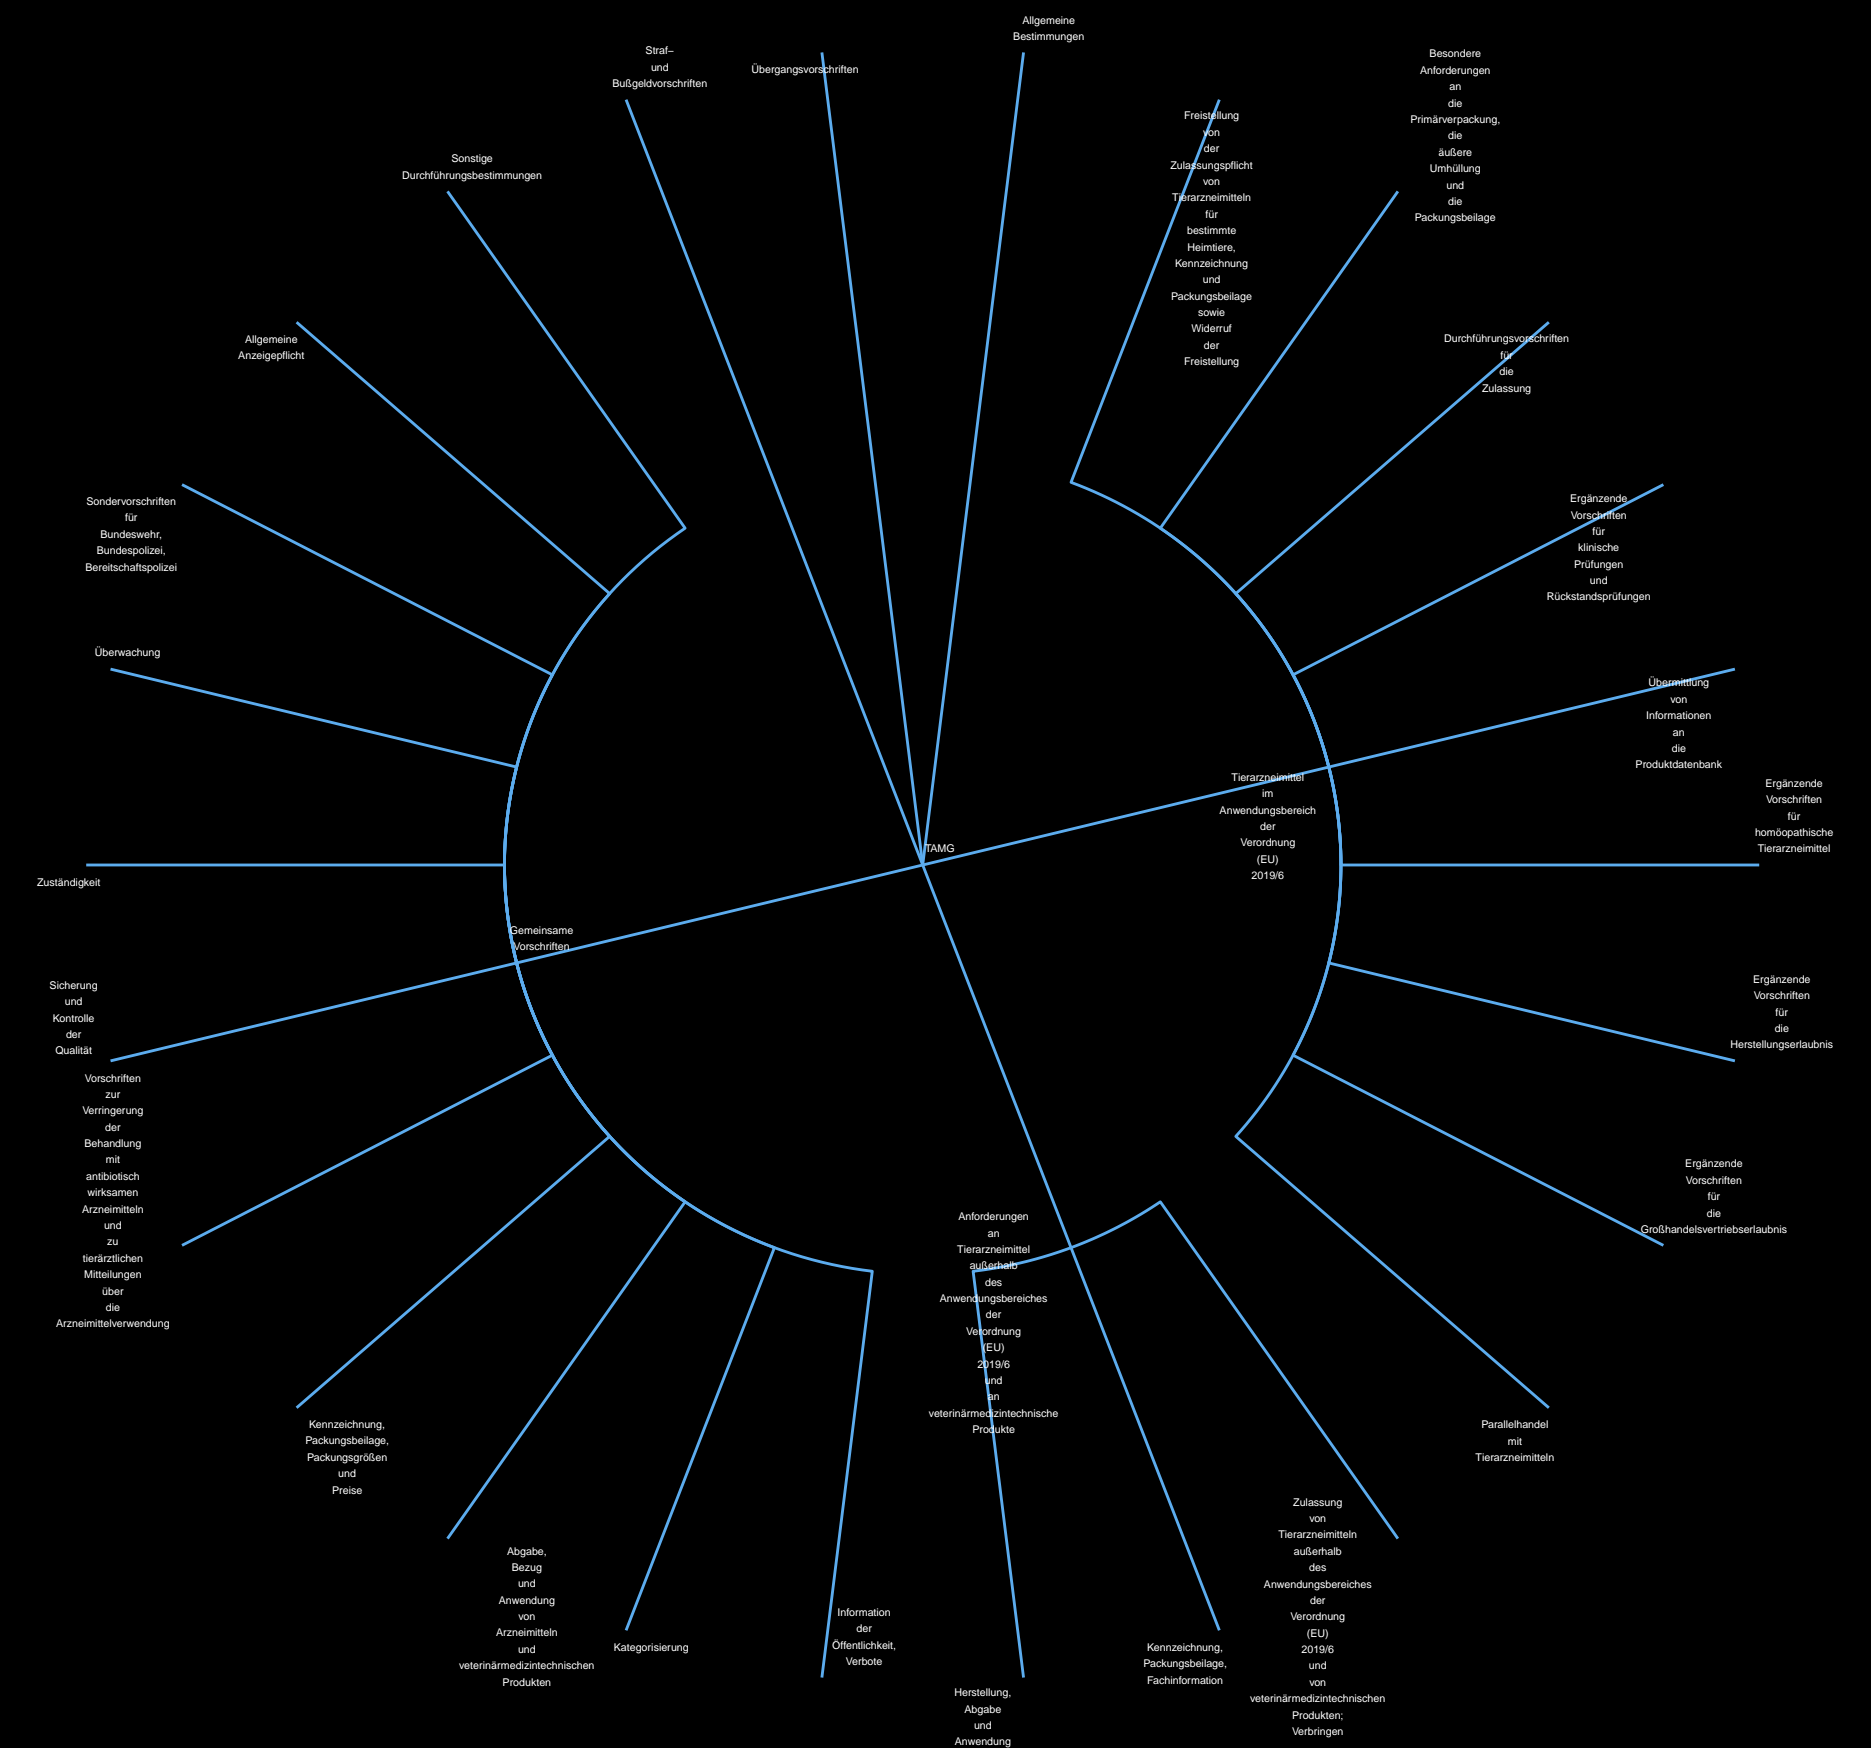 Allgemeine
Bestimmungen
Straf–
und
Bußgeldvorschriften
Übergangsvorschriften
Besondere
Anforderungen
an
die
Primärverpackung,
die
äußere
Umhüllung
und
die
Packungsbeilage
Freistellung
von
der
Zulassungspflicht
von
Tierarzneimitteln
für
bestimmte
Heimtiere,
Kennzeichnung
und
Packungsbeilage
sowie
Widerruf
der
Freistellung
Sonstige
Durchführungsbestimmungen
Allgemeine
Anzeigepflicht
Durchführungsvorschriften
für
die
Zulassung
Sondervorschriften
für
Bundeswehr,
Bundespolizei,
Bereitschaftspolizei
Ergänzende
Vorschriften
für
klinische
Prüfungen
und
Rückstandsprüfungen
Überwachung
Übermittlung
von
Informationen
an
die
Produktdatenbank
Tierarzneimittel
im
Anwendungsbereich
der
Verordnung
(EU)
2019/6
Ergänzende
Vorschriften
für
homöopathische
Tierarzneimittel
TAMG
Zuständigkeit
Gemeinsame
Vorschriften
Sicherung
und
Kontrolle
der
Qualität
Ergänzende
Vorschriften
für
die
Herstellungserlaubnis
Vorschriften
zur
Verringerung
der
Behandlung
mit
antibiotisch
wirksamen
Arzneimitteln
und
zu
tierärztlichen
Mitteilungen
über
die
Arzneimittelverwendung
Ergänzende
Vorschriften
für
die
Großhandelsvertriebserlaubnis
Anforderungen
an
Tierarzneimittel
außerhalb
des
Anwendungsbereiches
der
Verordnung
(EU)
2019/6
und
an
veterinärmedizintechnische
Produkte
Kennzeichnung,
Packungsbeilage,
Packungsgrößen
und
Preise
Parallelhandel
mit
Tierarzneimitteln
Zulassung
von
Tierarzneimitteln
außerhalb
des
Anwendungsbereiches
der
Verordnung
(EU)
2019/6
und
von
veterinärmedizintechnischen
Produkten;
Verbringen
Abgabe,
Bezug
und
Anwendung
von
Arzneimitteln
und
veterinärmedizintechnischen
Produkten
Kategorisierung
Information
der
Öffentlichkeit,
Verbote
Kennzeichnung,
Packungsbeilage,
Fachinformation
Herstellung,
Abgabe
und
Anwendung